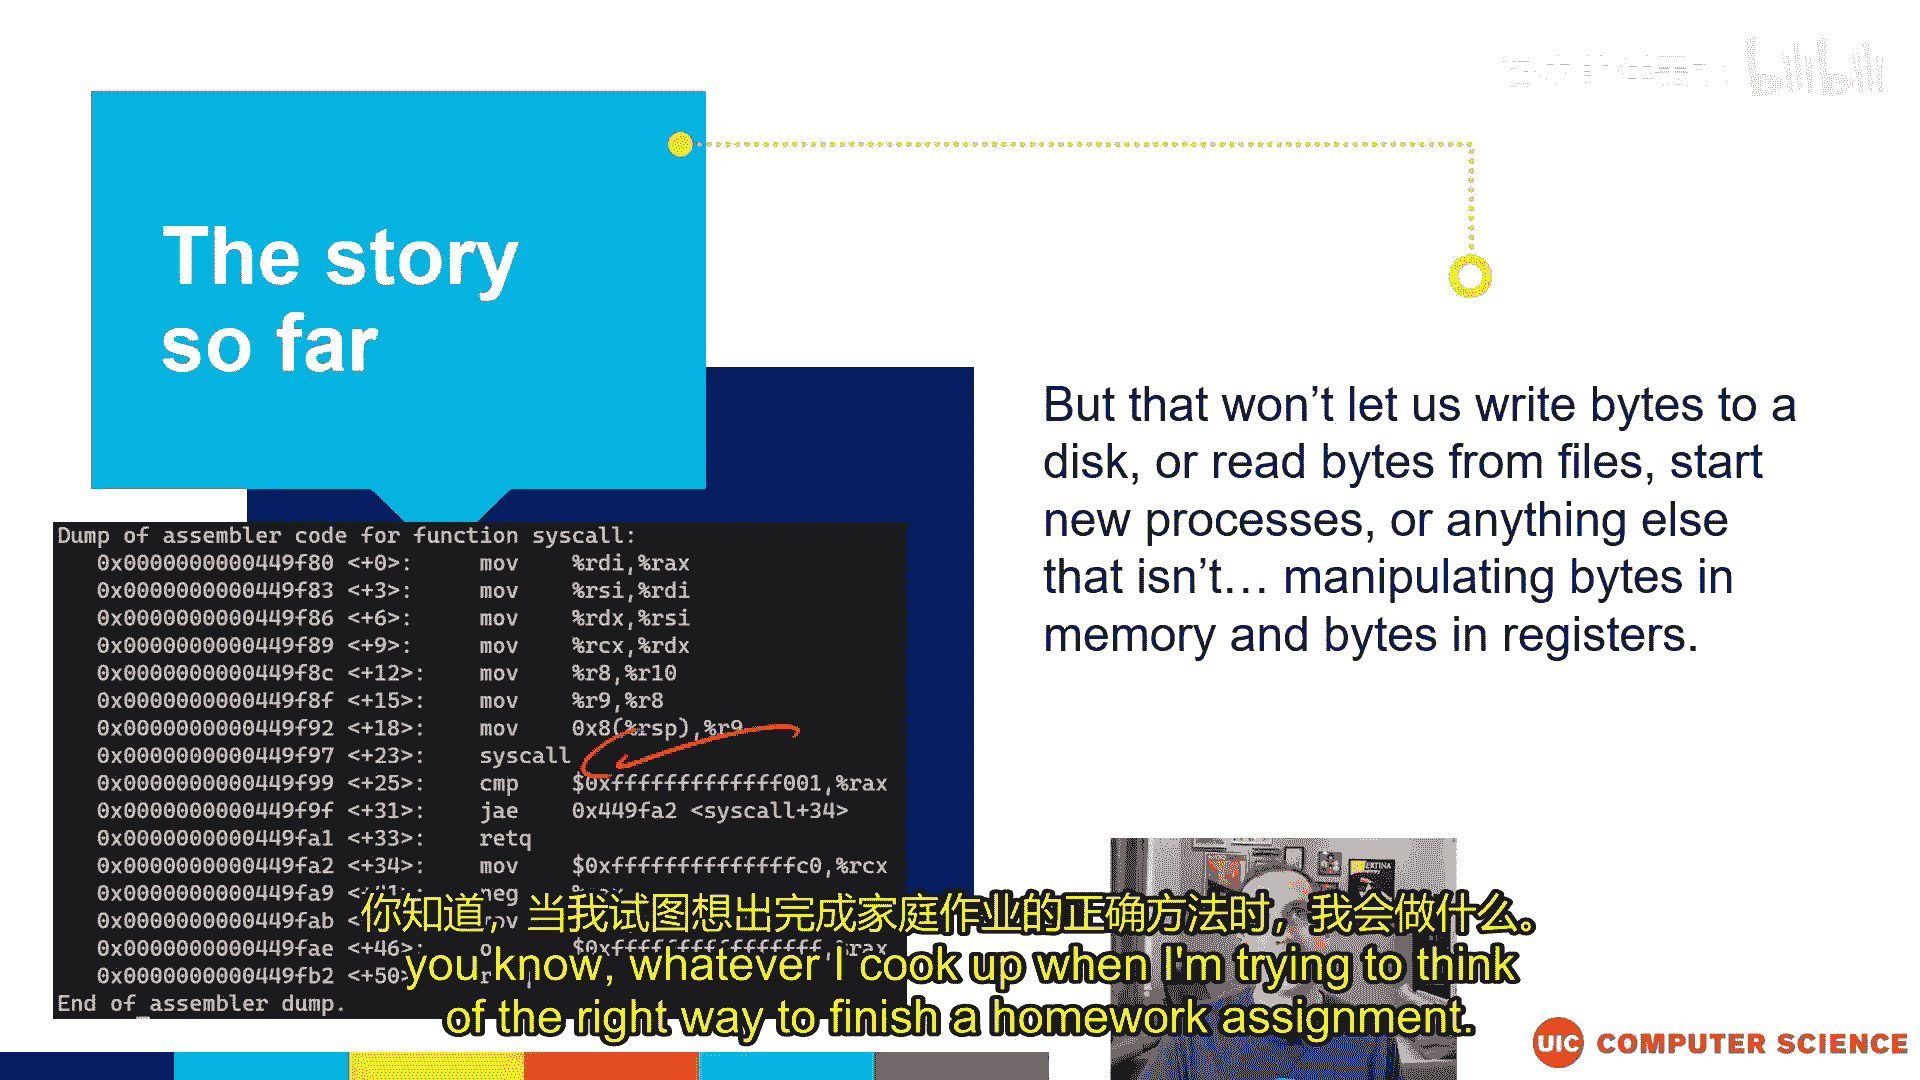 bilibili
The story
so far
But that won’t let us write bytes to a
disk, or read bytes from files, start
new processes, or anything else
that isn’t… manipulating bytes in
memory and bytes in registers.
Dump of assembler code for function syscall:
0x0000000000449f80 <+0>: mov %rdi,%rax
0x0000000000449f83 <+3>: mov %rsi,%rdi
0x0000000000449f86 <+6>: mov %rdx,%rsi
0x0000000000449f89 <+9>: mov %rcx,%rdx
0x0000000000449f8c <+12>: mov %r8,%r10
0x0000000000449f8f <+15>: mov %r9,%r8
0x0000000000449f92 <+18>: mov 0x8(%rsp),%r9
0x0000000000449f97 <+23>: syscall
0x0000000000449f99 <+25>: cmp $0xfffffffffffff001,%rax
0x0000000000449f9f <+31>: jae 0x449fa2 <syscall+34>
0x0000000000449fa1 <+33>: retq
0x0000000000449fa2 <+34>: mov $0xffffffffffffffc0,%rcx
0x0000000000449fa9 neg
0x0000000000449fab
0x0000000000449fae <+46>: $0xffffffffffffffff,%rax
0x0000000000449fb2 <+50>:
End of assembler dump.
你知道，当我试图想出完成家庭作业的正确方法时，我会做什么。
you know, whatever I cook up when I'm trying to think
of the right way to finish a homework assignment.
UIC COMPUTER SCIENCE